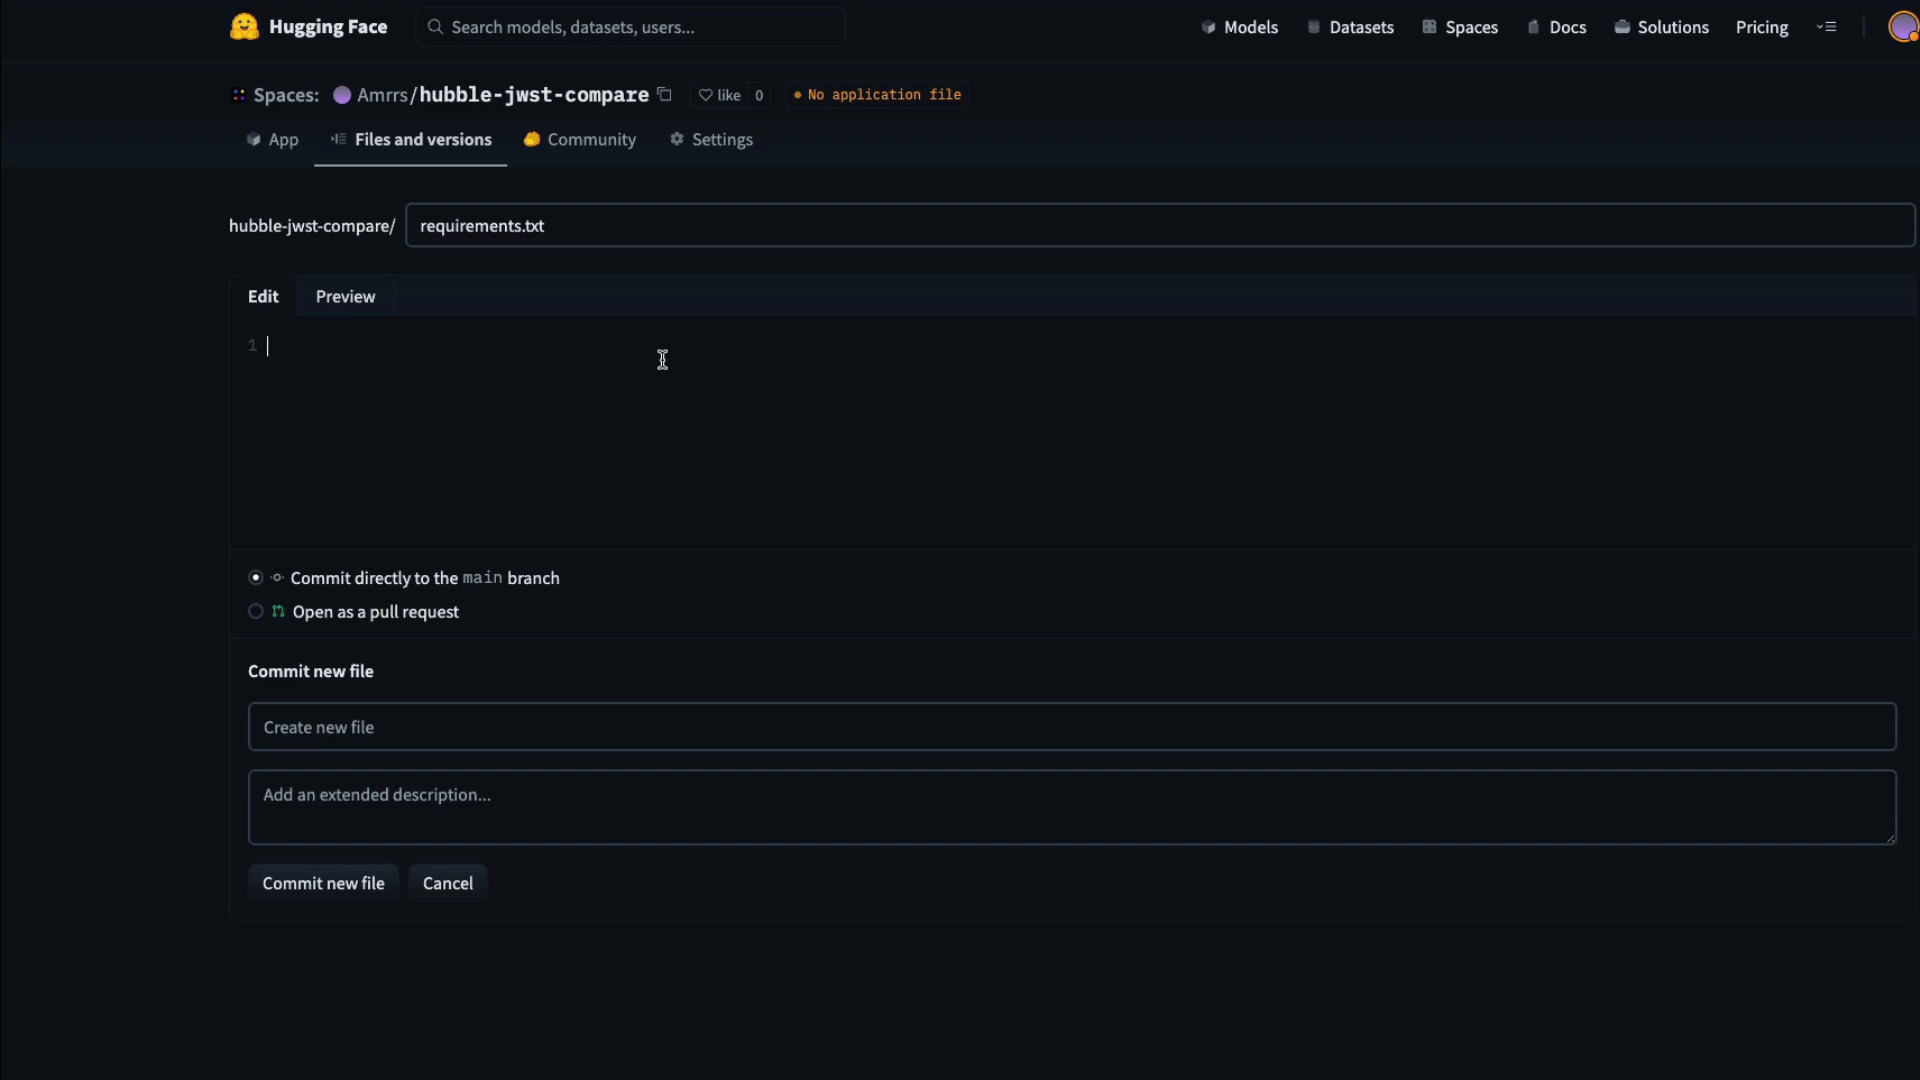 Hugging Face
Search models, datasets, users...
Models
Datasets
Spaces
Docs
Solutions
Pricing
Spaces:
Amrrs/hubble-jwst-compare
like
0
No application file
App
Files and versions
Community
Settings
hubble-jwst-compare/
requirements.txt
Edit
Preview
1
Commit directly to the main branch
Open as a pull request
Commit new file
Create new file
Add an extended description...
Commit new file
Cancel